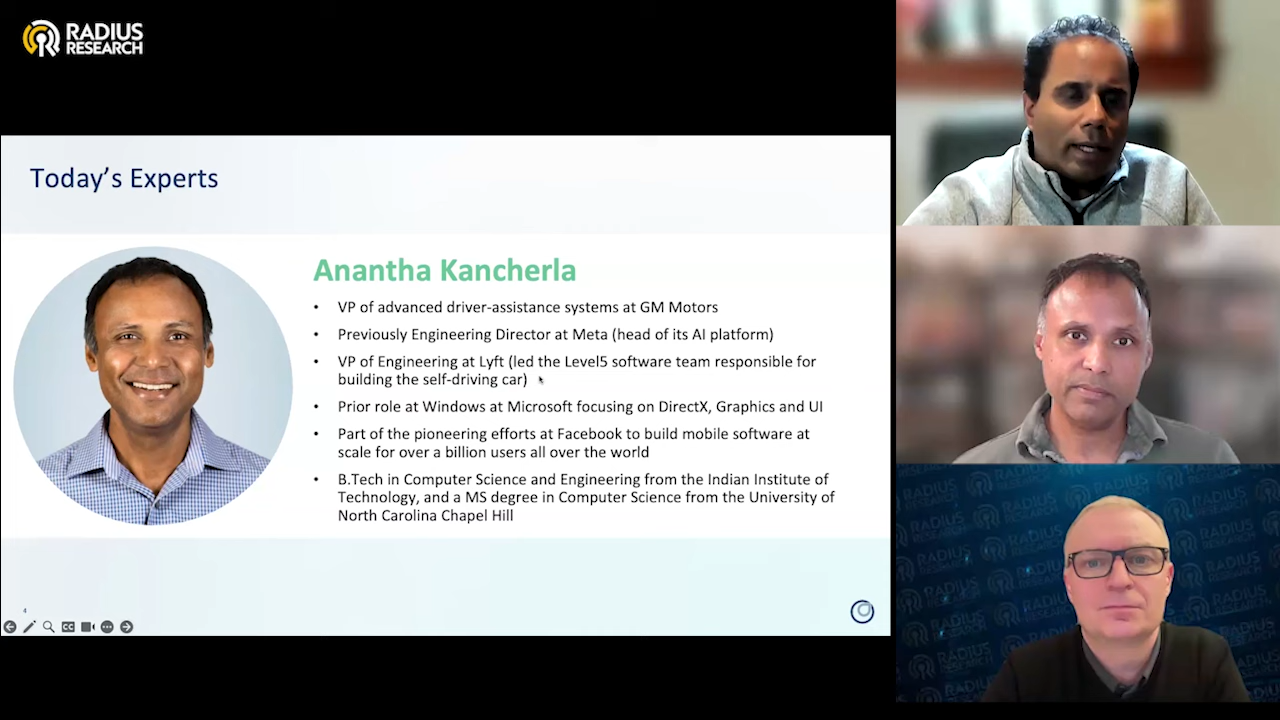 RADIUS
RESEARCH
Today's Experts
Anantha Kancherla
• VP of advanced driver-assistance systems at GM Motors
• Previously Engineering Director at Meta (head of its AI platform)
• VP of Engineering at Lyft (led the Level5 software team responsible for
building the self-driving car)
• Prior role at Windows at Microsoft focusing on DirectX, Graphics and UI
• Part of the pioneering efforts at Facebook to build mobile software at
scale for over a billion users all over the world
• B.Tech in Computer Science and Engineering from the Indian Institute of
Technology, and a MS degree in Computer Science from the University of
North Carolina Chapel Hill
4
CC
RADIUS
RESEARCH